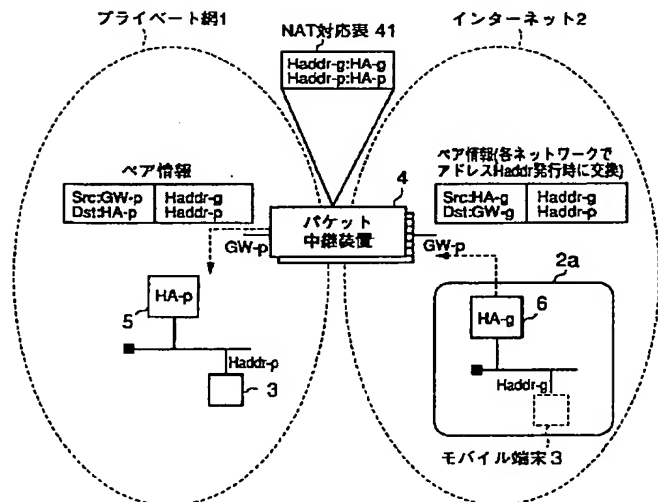 プライベート網1
インターネット2
NAT対応表 41
Haddr-g:HA-g
Haddr-p:HA-p
ペア情報
Src:GW-p Haddr-g
Dst:HA-p Haddr-p
ペア情報(各ネットワークで
アドレスHaddr発行時に交換)
Src:HA-g Haddr-g
Dst:GW-g Haddr-p
4
パケット
中継装置
GW-p
GW-p
2a
HA-p
5
HA-g
6
Haddr-p
3
Haddr-g
モバイル端末3